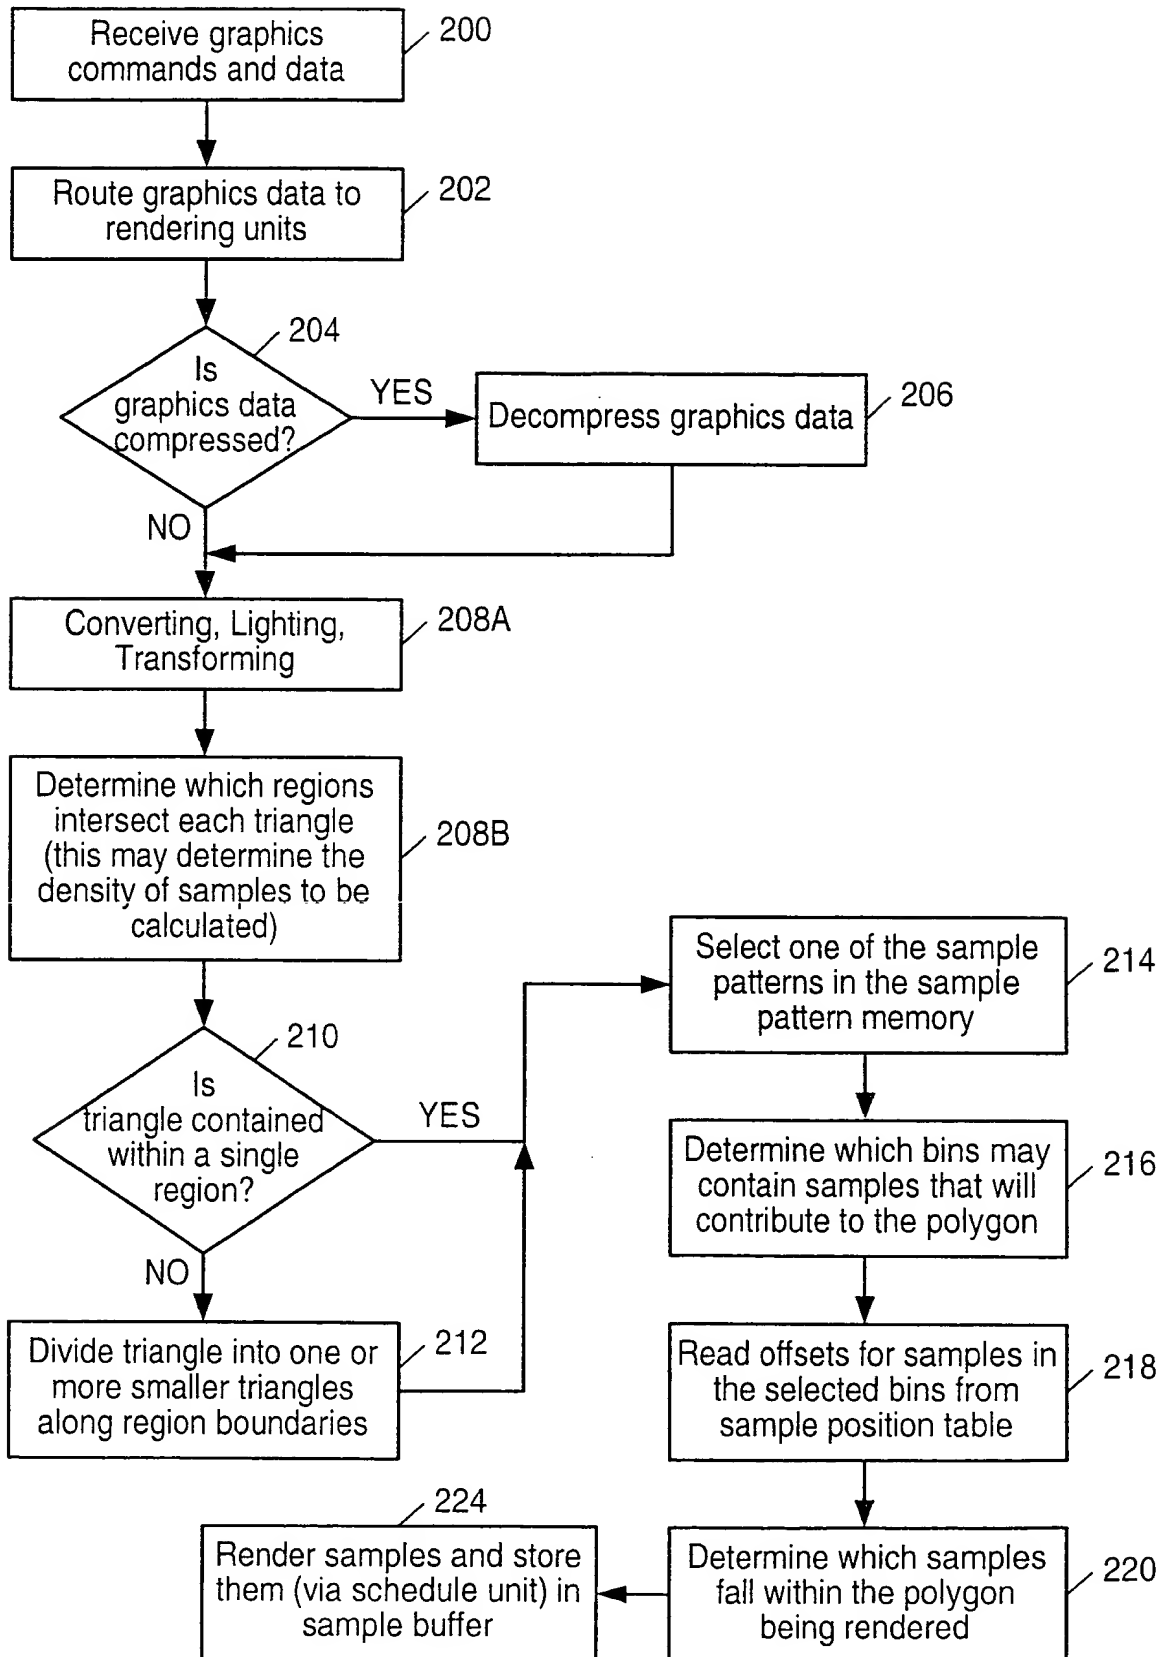 Receive graphics
commands and data
200
Route graphics data to
rendering units
202
204
Is
graphics data
compressed?
YES
Decompress graphics data
206
NO
Converting, Lighting,
Transforming
208A
Determine which regions
intersect each triangle
(this may determine the
density of samples to be
calculated)
208B
210
Is
triangle contained
within a single
region?
YES
NO
Divide triangle into one or
more smaller triangles
along region boundaries
212
Select one of the sample
patterns in the sample
pattern memory
214
Determine which bins may
contain samples that will
contribute to the polygon
216
Read offsets for samples in
the selected bins from
sample position table
218
Determine which samples
fall within the polygon
being rendered
220
224
Render samples and store
them (via schedule unit) in
sample buffer